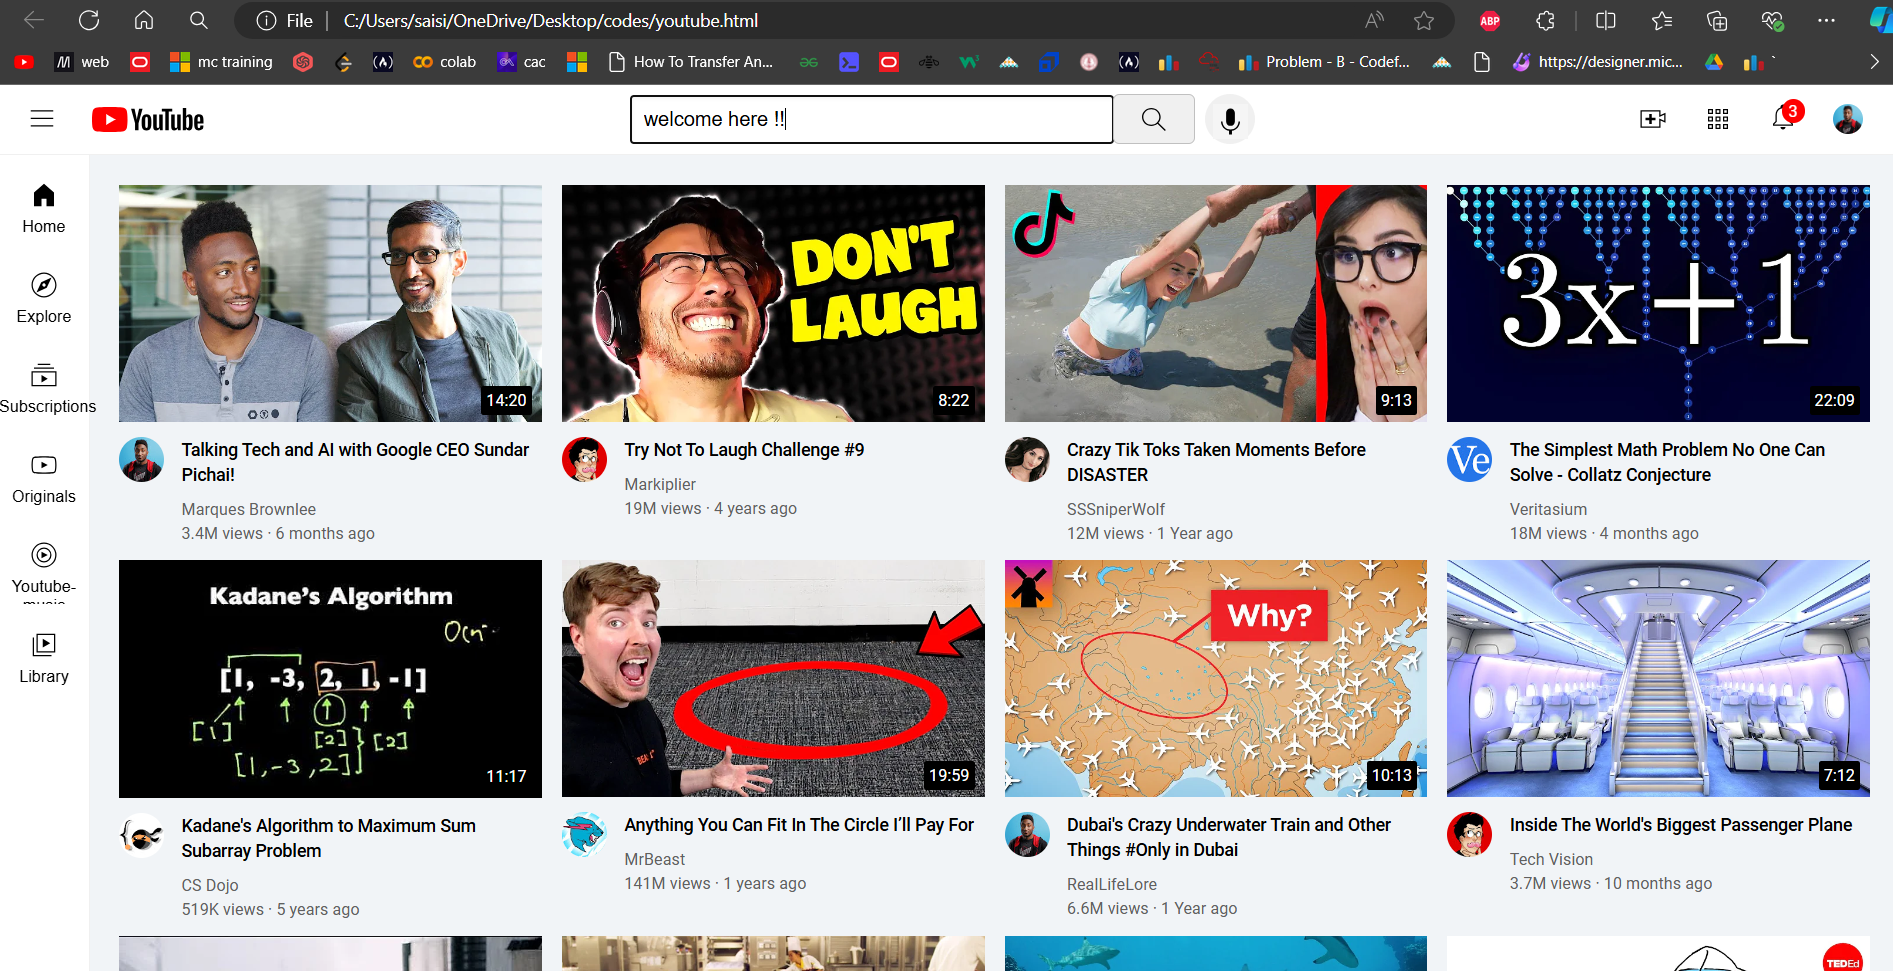 File
C:/Users/saisi/OneDrive/Desktop/codes/youtube.html
ABP
web
mc training
colab
cac
How To Transfer An...
Problem - B - Codef...
https://designer.mic...
YouTube
welcome here !!
3
Home
Explore
Subscriptions
Originals
Youtube-
music
Library
14:20
Talking Tech and AI with Google CEO Sundar
Pichai!
Marques Brownlee
3.4M views · 6 months ago
DON'T
LAUGH
8:22
Try Not To Laugh Challenge #9
Markiplier
19M views · 4 years ago
9:13
Crazy Tik Toks Taken Moments Before
DISASTER
SSSniperWolf
12M views · 1 Year ago
3x+1
22:09
Ve
The Simplest Math Problem No One Can
Solve - Collatz Conjecture
Veritasium
18M views · 4 months ago
Kadane's Algorithm
[1, -3, 2, 1, -1]
[1]
[2]
[2]
[1,-3,2]
11:17
Kadane's Algorithm to Maximum Sum
Subarray Problem
CS Dojo
519K views · 5 years ago
19:59
Anything You Can Fit In The Circle I’ll Pay For
MrBeast
141M views · 1 years ago
Why?
10:13
Dubai's Crazy Underwater Train and Other
Things #Only in Dubai
RealLifeLore
6.6M views · 1 Year ago
7:12
Inside The World's Biggest Passenger Plane
Tech Vision
3.7M views · 10 months ago
TEDEd